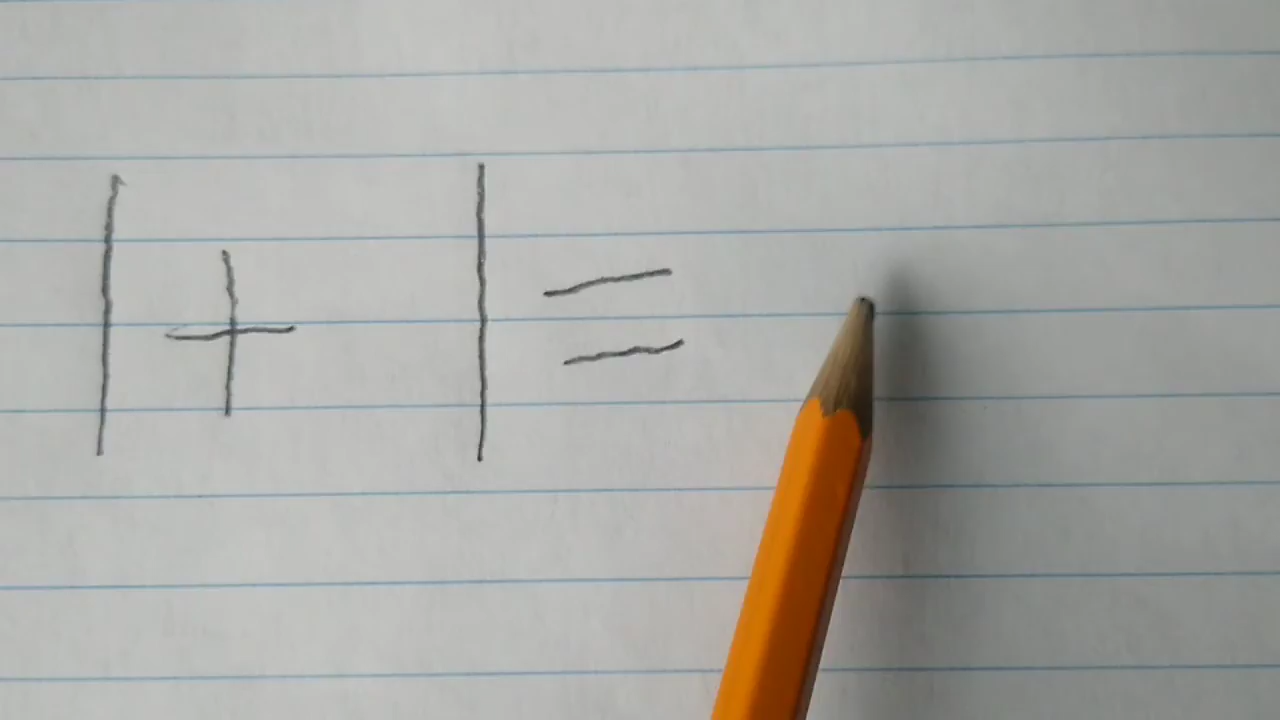 1 + 1 =